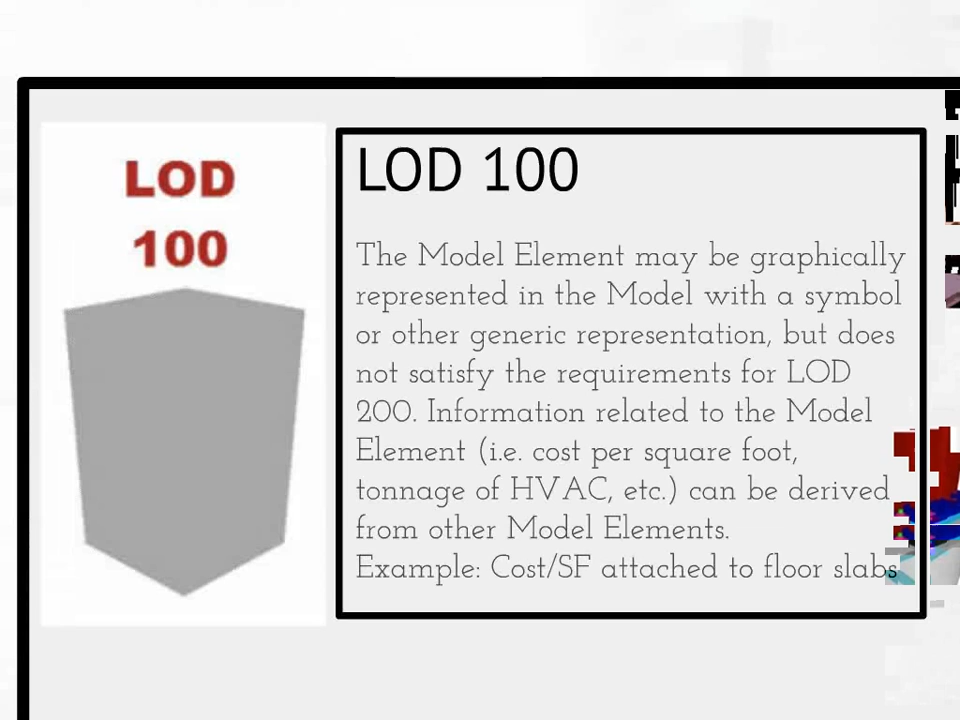 LOD
100
LOD 100
The Model Element may be graphically
represented in the Model with a symbol
or other generic representation, but does
not satisfy the requirements for LOD
200. Information related to the Model
Element (i.e. cost per square foot,
tonnage of HVAC, etc.) can be derived
from other Model Elements.
Example: Cost/SF attached to floor slabs